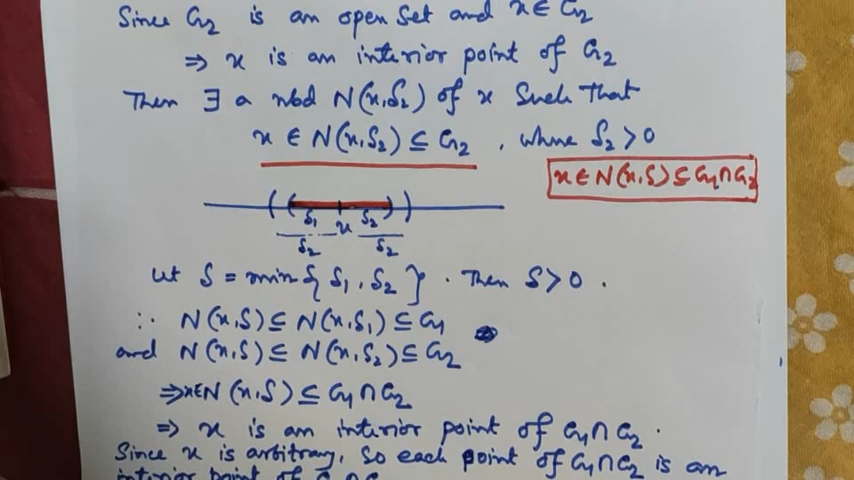 Since G₂ is an open set and x ∈ G₂
⇒ x is an interior point of G₂
Then ∃ a nbd N(x, δ₂) of x such that
x ∈ N(x, δ₂) ⊆ G₂, where δ₂ > 0
x ∈ N(x, δ) ⊆ G₁ ∩ G₂
( ( ) )
δ₁ x δ₂
δ₂ δ₂
let δ = min { δ₁, δ₂ }. Then δ > 0.
∴ N(x, δ) ⊆ N(x, δ₁) ⊆ G₁
and N(x, δ) ⊆ N(x, δ₂) ⊆ G₂
⇒ x ∈ N(x, δ) ⊆ G₁ ∩ G₂
⇒ x is an interior point of G₁ ∩ G₂.
Since x is arbitrary, so each point of G₁ ∩ G₂ is an
interior point of